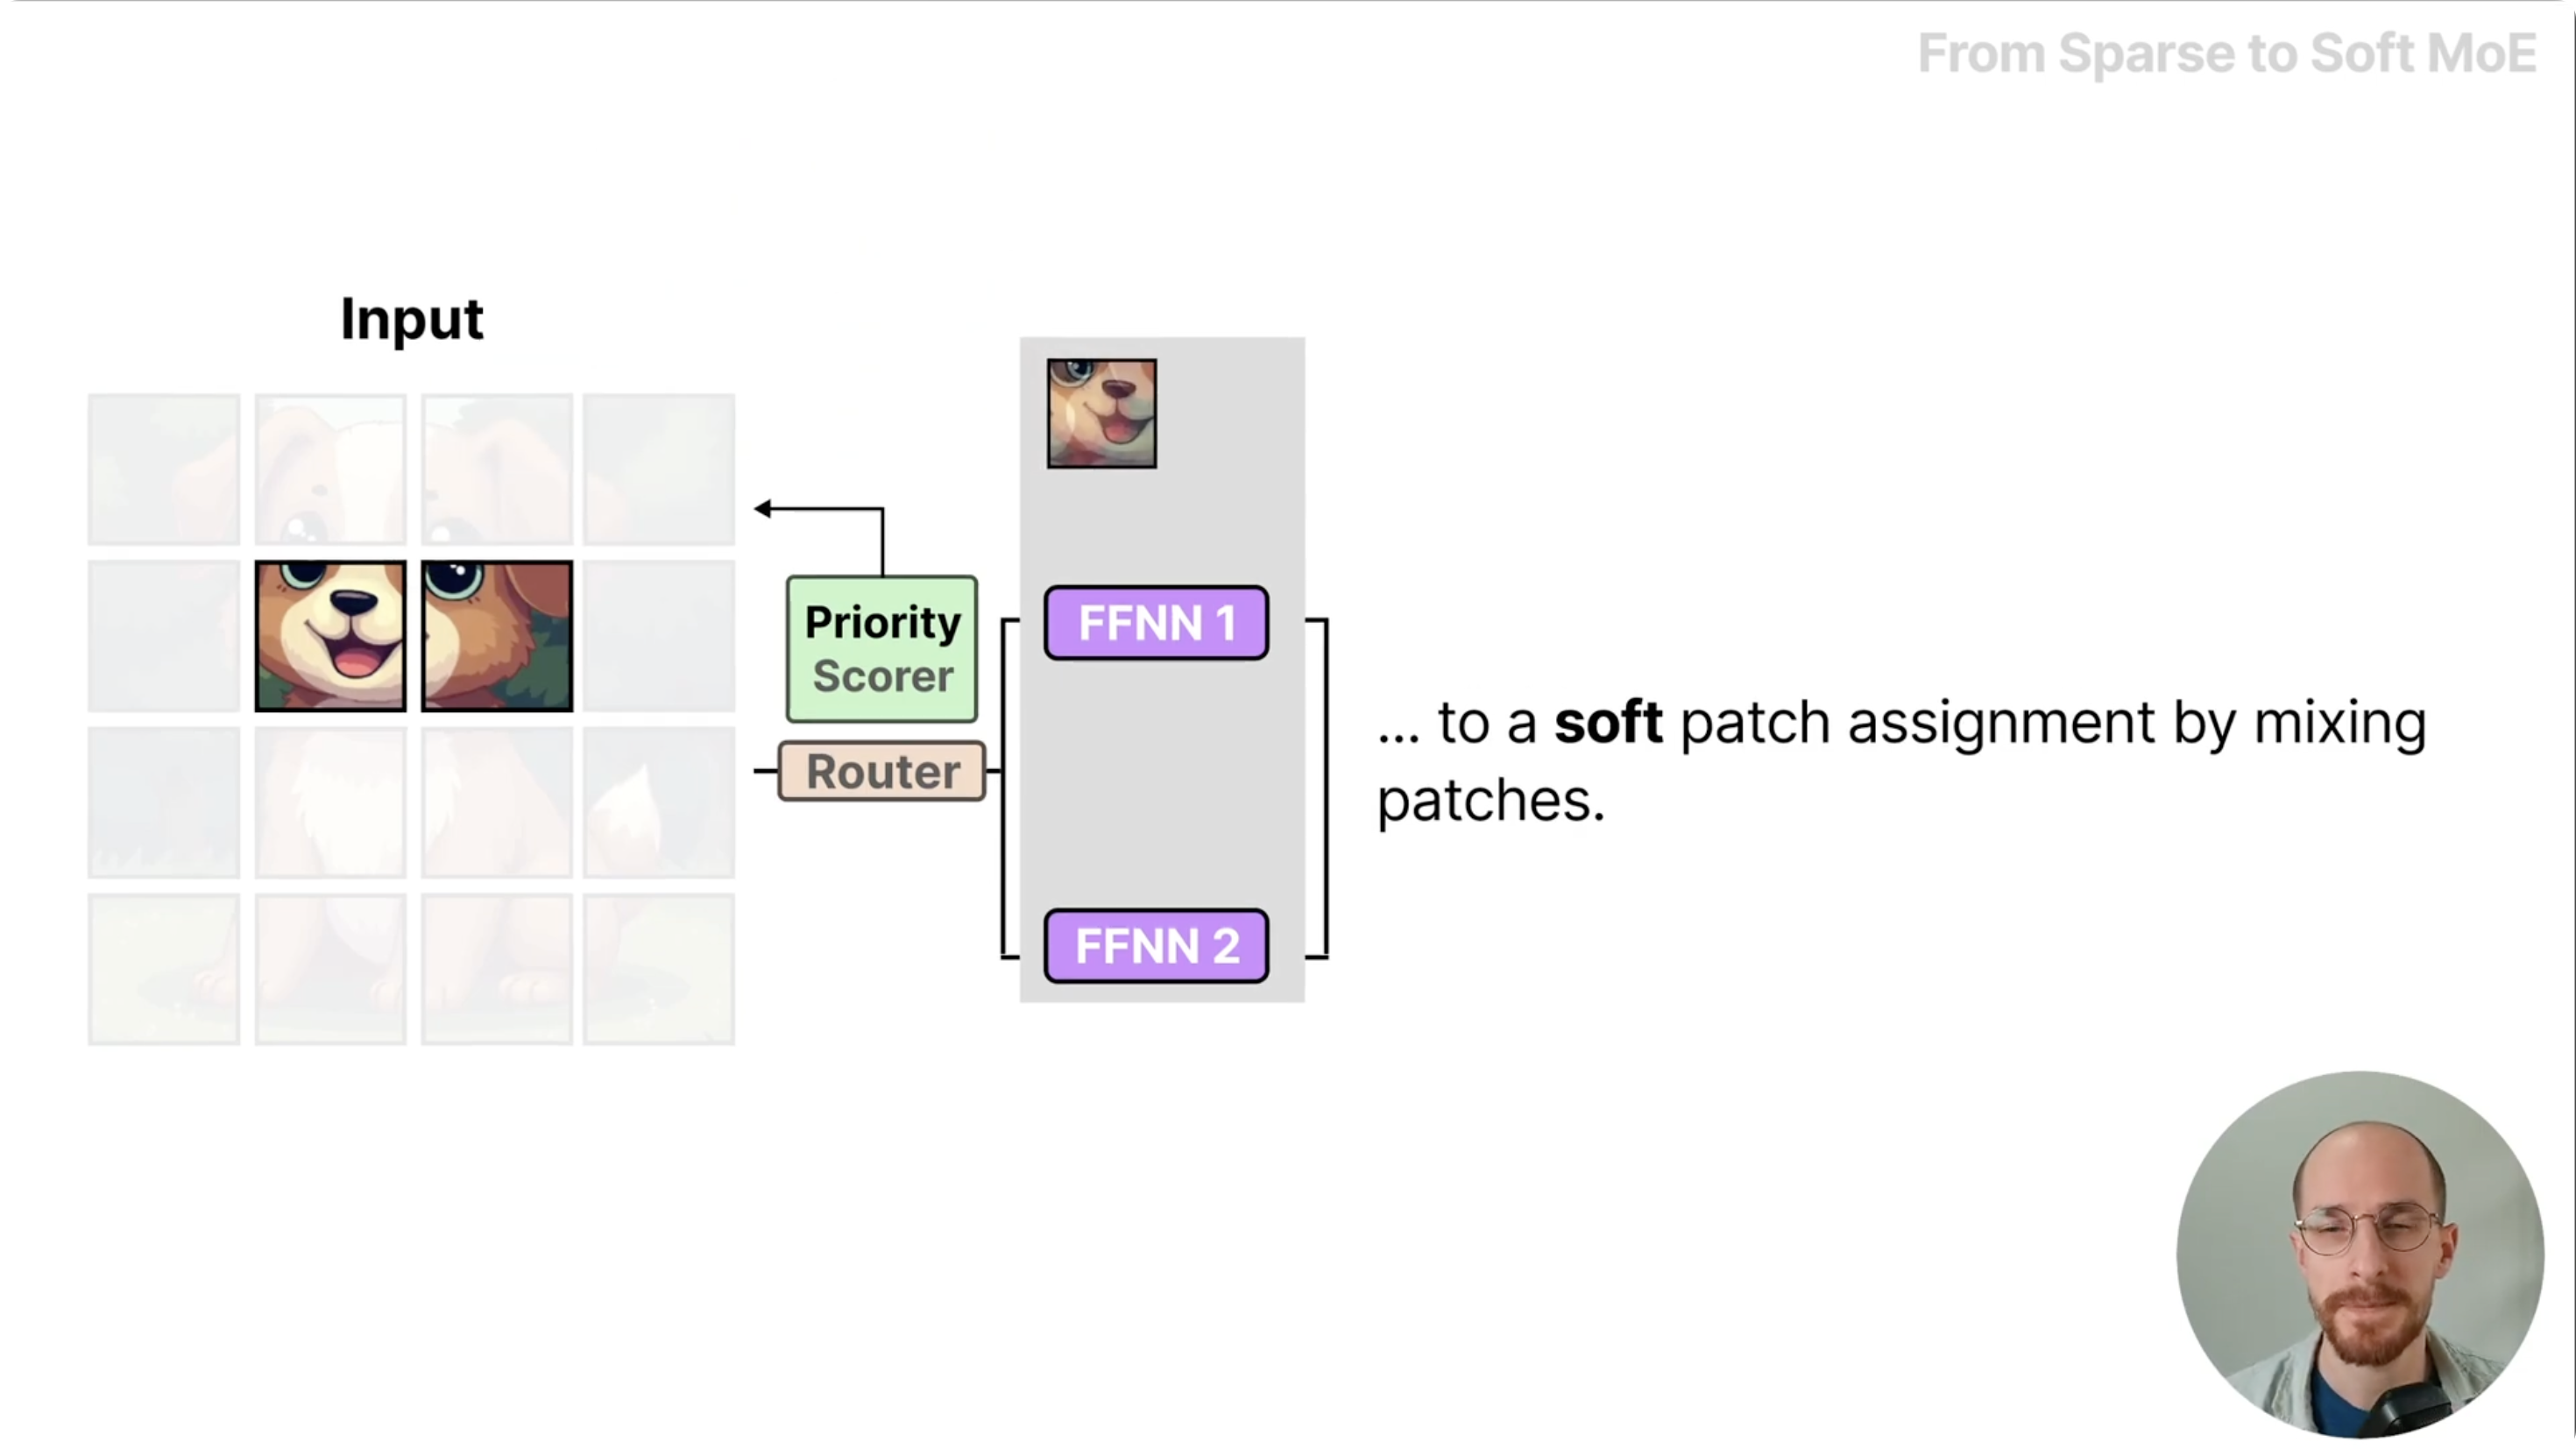 From Sparse to Soft MoE
Input
Priority
Scorer
Router
FFNN 1
FFNN 2
... to a soft patch assignment by mixing
patches.